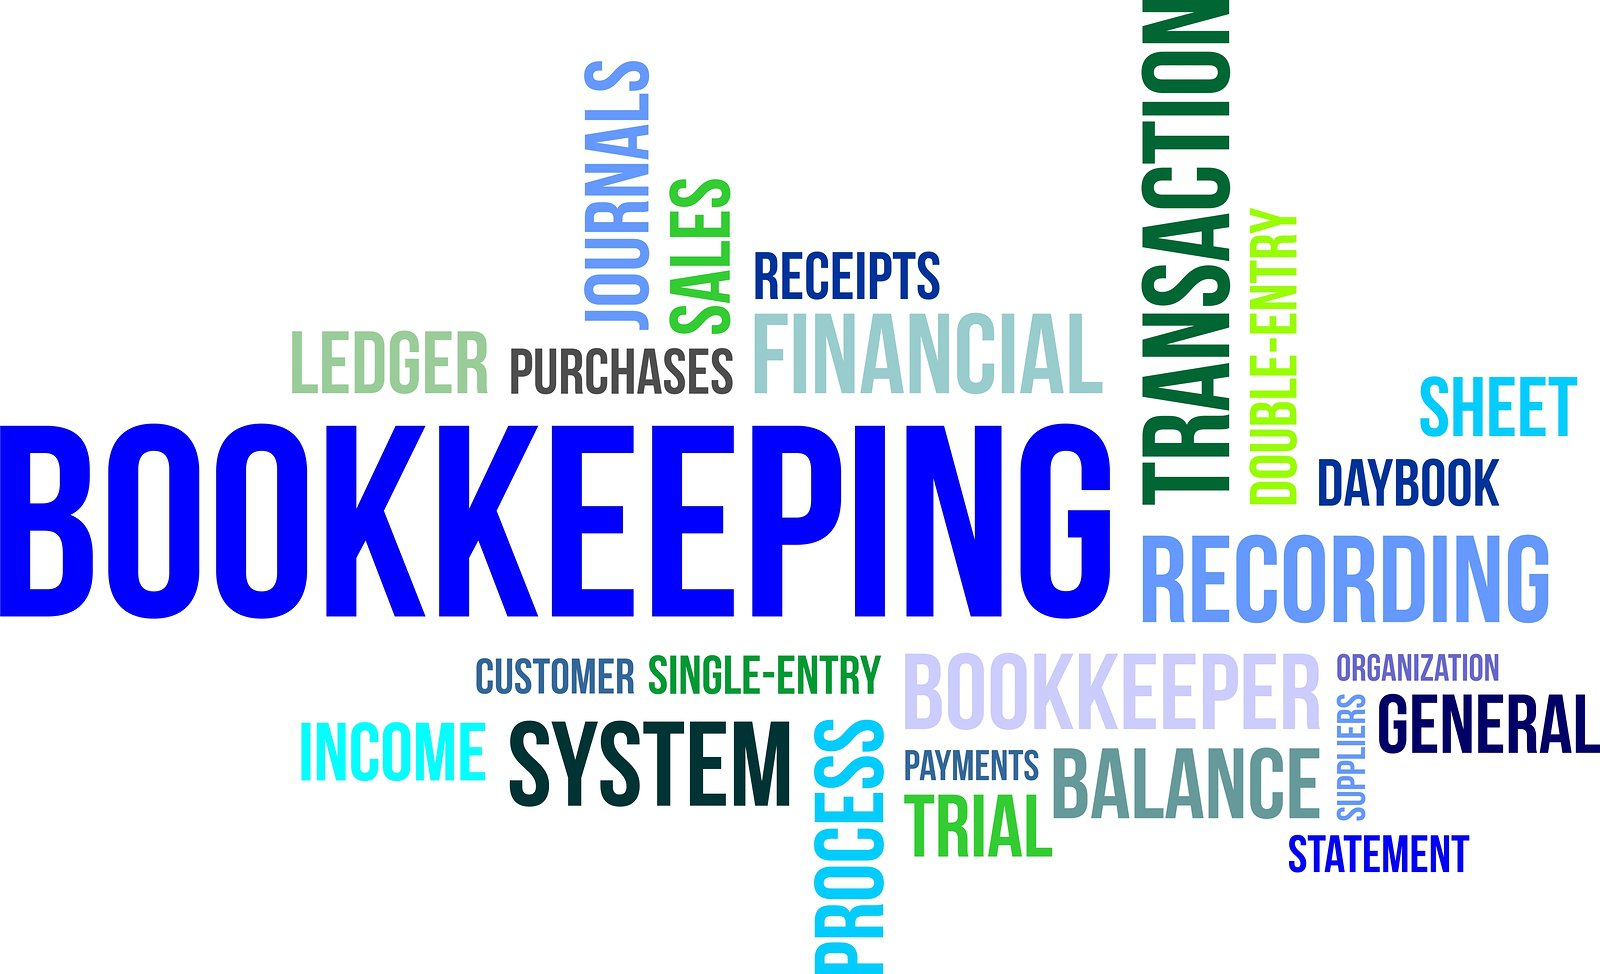 TRANSACTION
JOURNALS
SALES
RECEIPTS
DOUBLE-ENTRY
FINANCIAL
LEDGER
PURCHASES
SHEET
DAYBOOK
BOOKKEEPING
RECORDING
CUSTOMER
SINGLE-ENTRY
BOOKKEEPER
ORGANIZATION
SUPPLIERS
GENERAL
INCOME
SYSTEM
PROCESS
PAYMENTS
BALANCE
TRIAL
STATEMENT